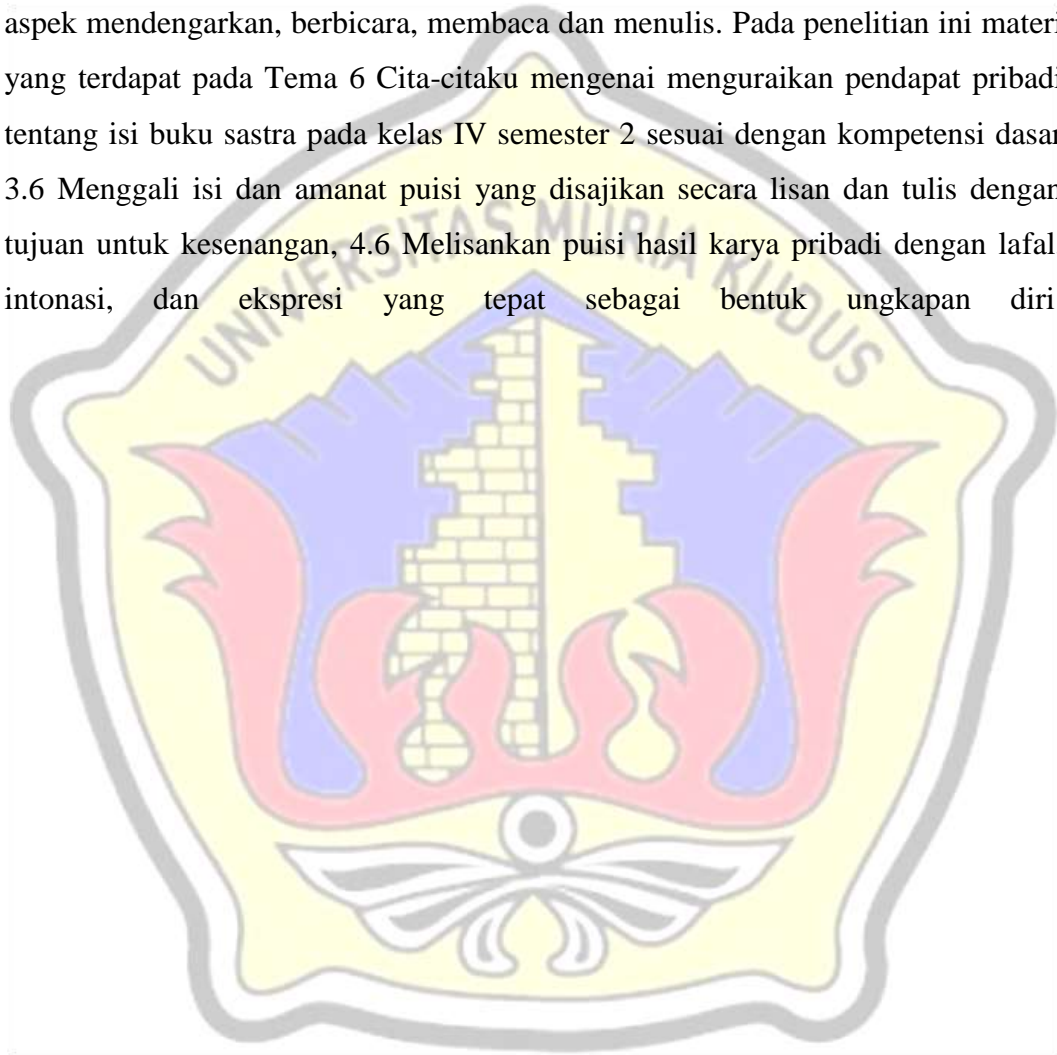 aspek mendengarkan, berbicara, membaca dan menulis. Pada penelitian ini materi
yang terdapat pada Tema 6 Cita-citaku mengenai menguraikan pendapat pribadi
tentang isi buku sastra pada kelas IV semester 2 sesuai dengan kompetensi dasar
3.6 Menggali isi dan amanat puisi yang disajikan secara lisan dan tulis dengan
tujuan untuk kesenangan, 4.6 Melisankan puisi hasil karya pribadi dengan lafal
intonasi, dan ekspresi yang tepat sebagai bentuk ungkapan diri
UNIVERSITAS MURIA KUDUS